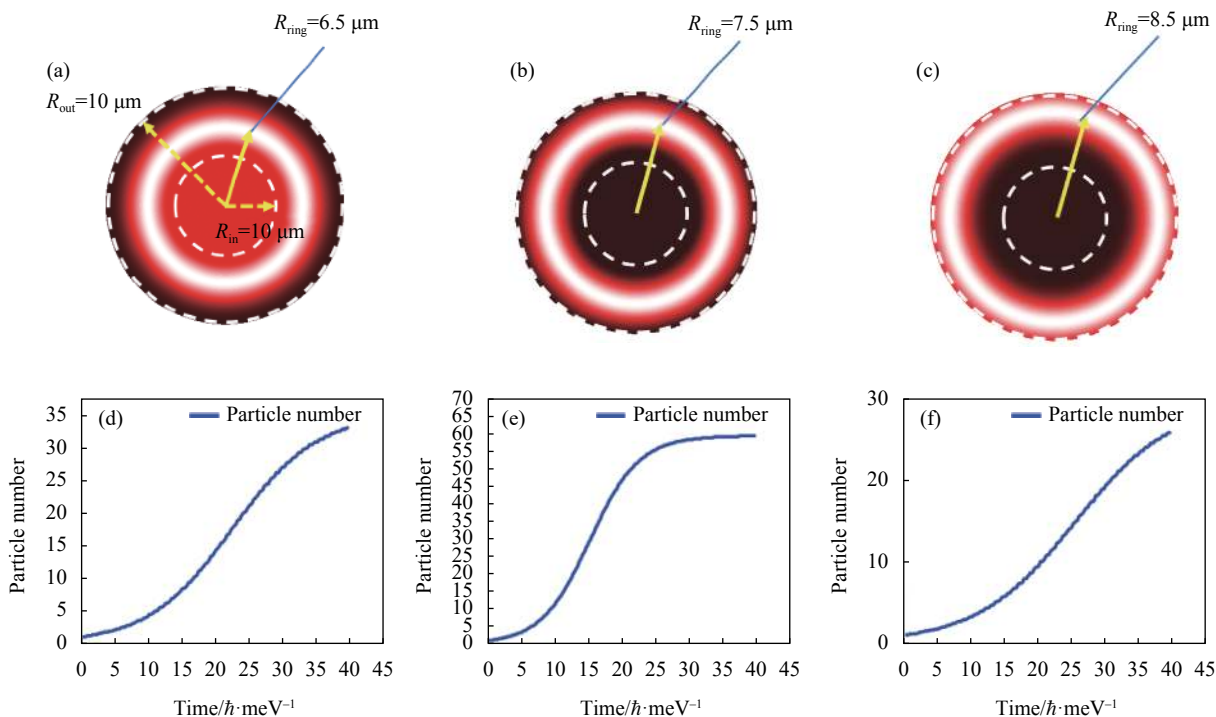 R_ring=6.5 μm
R_ring=7.5 μm
R_ring=8.5 μm
(a)
(b)
(c)
R_out=10 μm
R_in=10 μm
(d)
Particle number
35
30
25
20
15
10
5
0
0 5 10 15 20 25 30 35 40 45
Particle number
Time/ℏ·meV⁻¹
(e)
Particle number
70
65
60
55
50
45
40
35
30
25
20
15
10
5
0
0 5 10 15 20 25 30 35 40 45
Particle number
Time/ℏ·meV⁻¹
(f)
Particle number
30
20
10
0
0 5 10 15 20 25 30 35 40 45
Particle number
Time/ℏ·meV⁻¹